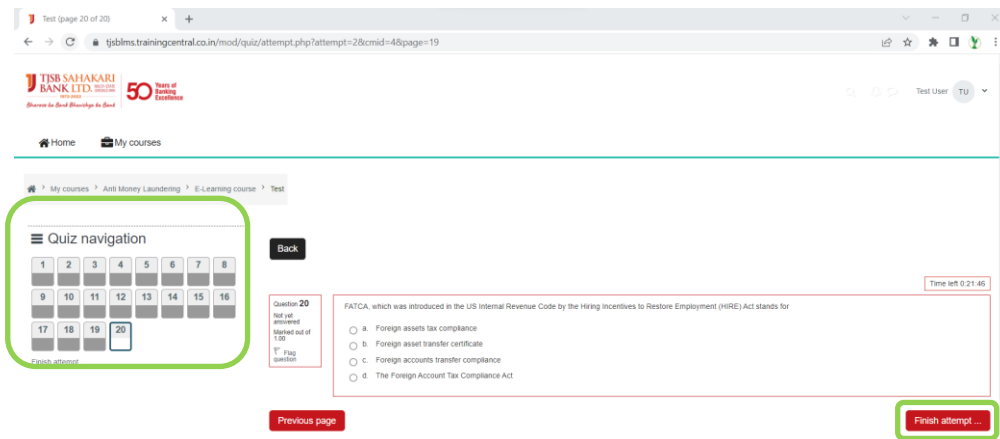 Test (page 20 of 20)
tjsblms.trainingcentral.co.in/mod/quiz/attempt.php?attempt=2&cmid=4&page=19
TJSB SAHAKARI
BANK LTD.
50 Years of Banking Excellence
Bharose ka Bank Bhavishya ka Bank
Test User TU
Home My courses
My courses > Anti Money Laundering > E-Learning course > Test
Quiz navigation
1 2 3 4 5 6 7 8
9 10 11 12 13 14 15 16
17 18 19 20
Finish attempt
Back
Time left 0:21:46
Question 20
Not yet
answered
Marked out of
1.00
Flag
question
FATCA, which was introduced in the US Internal Revenue Code by the Hiring Incentives to Restore Employment (HIRE) Act stands for
a. Foreign assets tax compliance
b. Foreign asset transfer certificate
c. Foreign accounts transfer compliance
d. The Foreign Account Tax Compliance Act
Previous page
Finish attempt ...